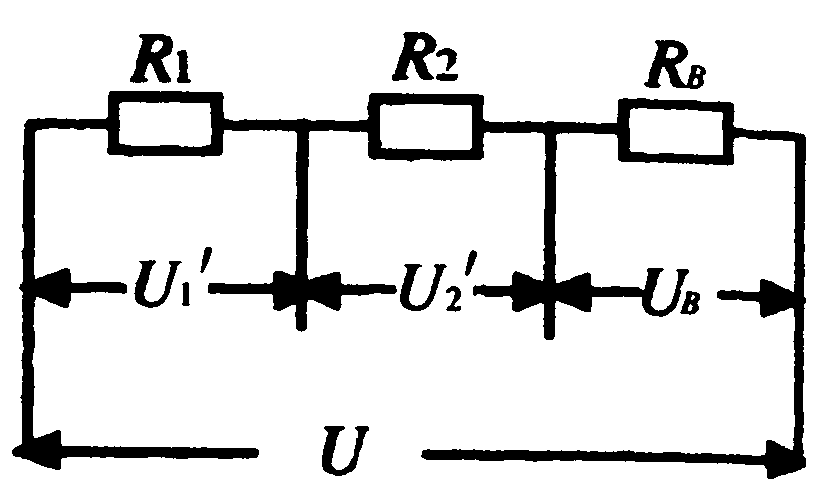 R1 R2 RB
U1′ U2′ UB
U